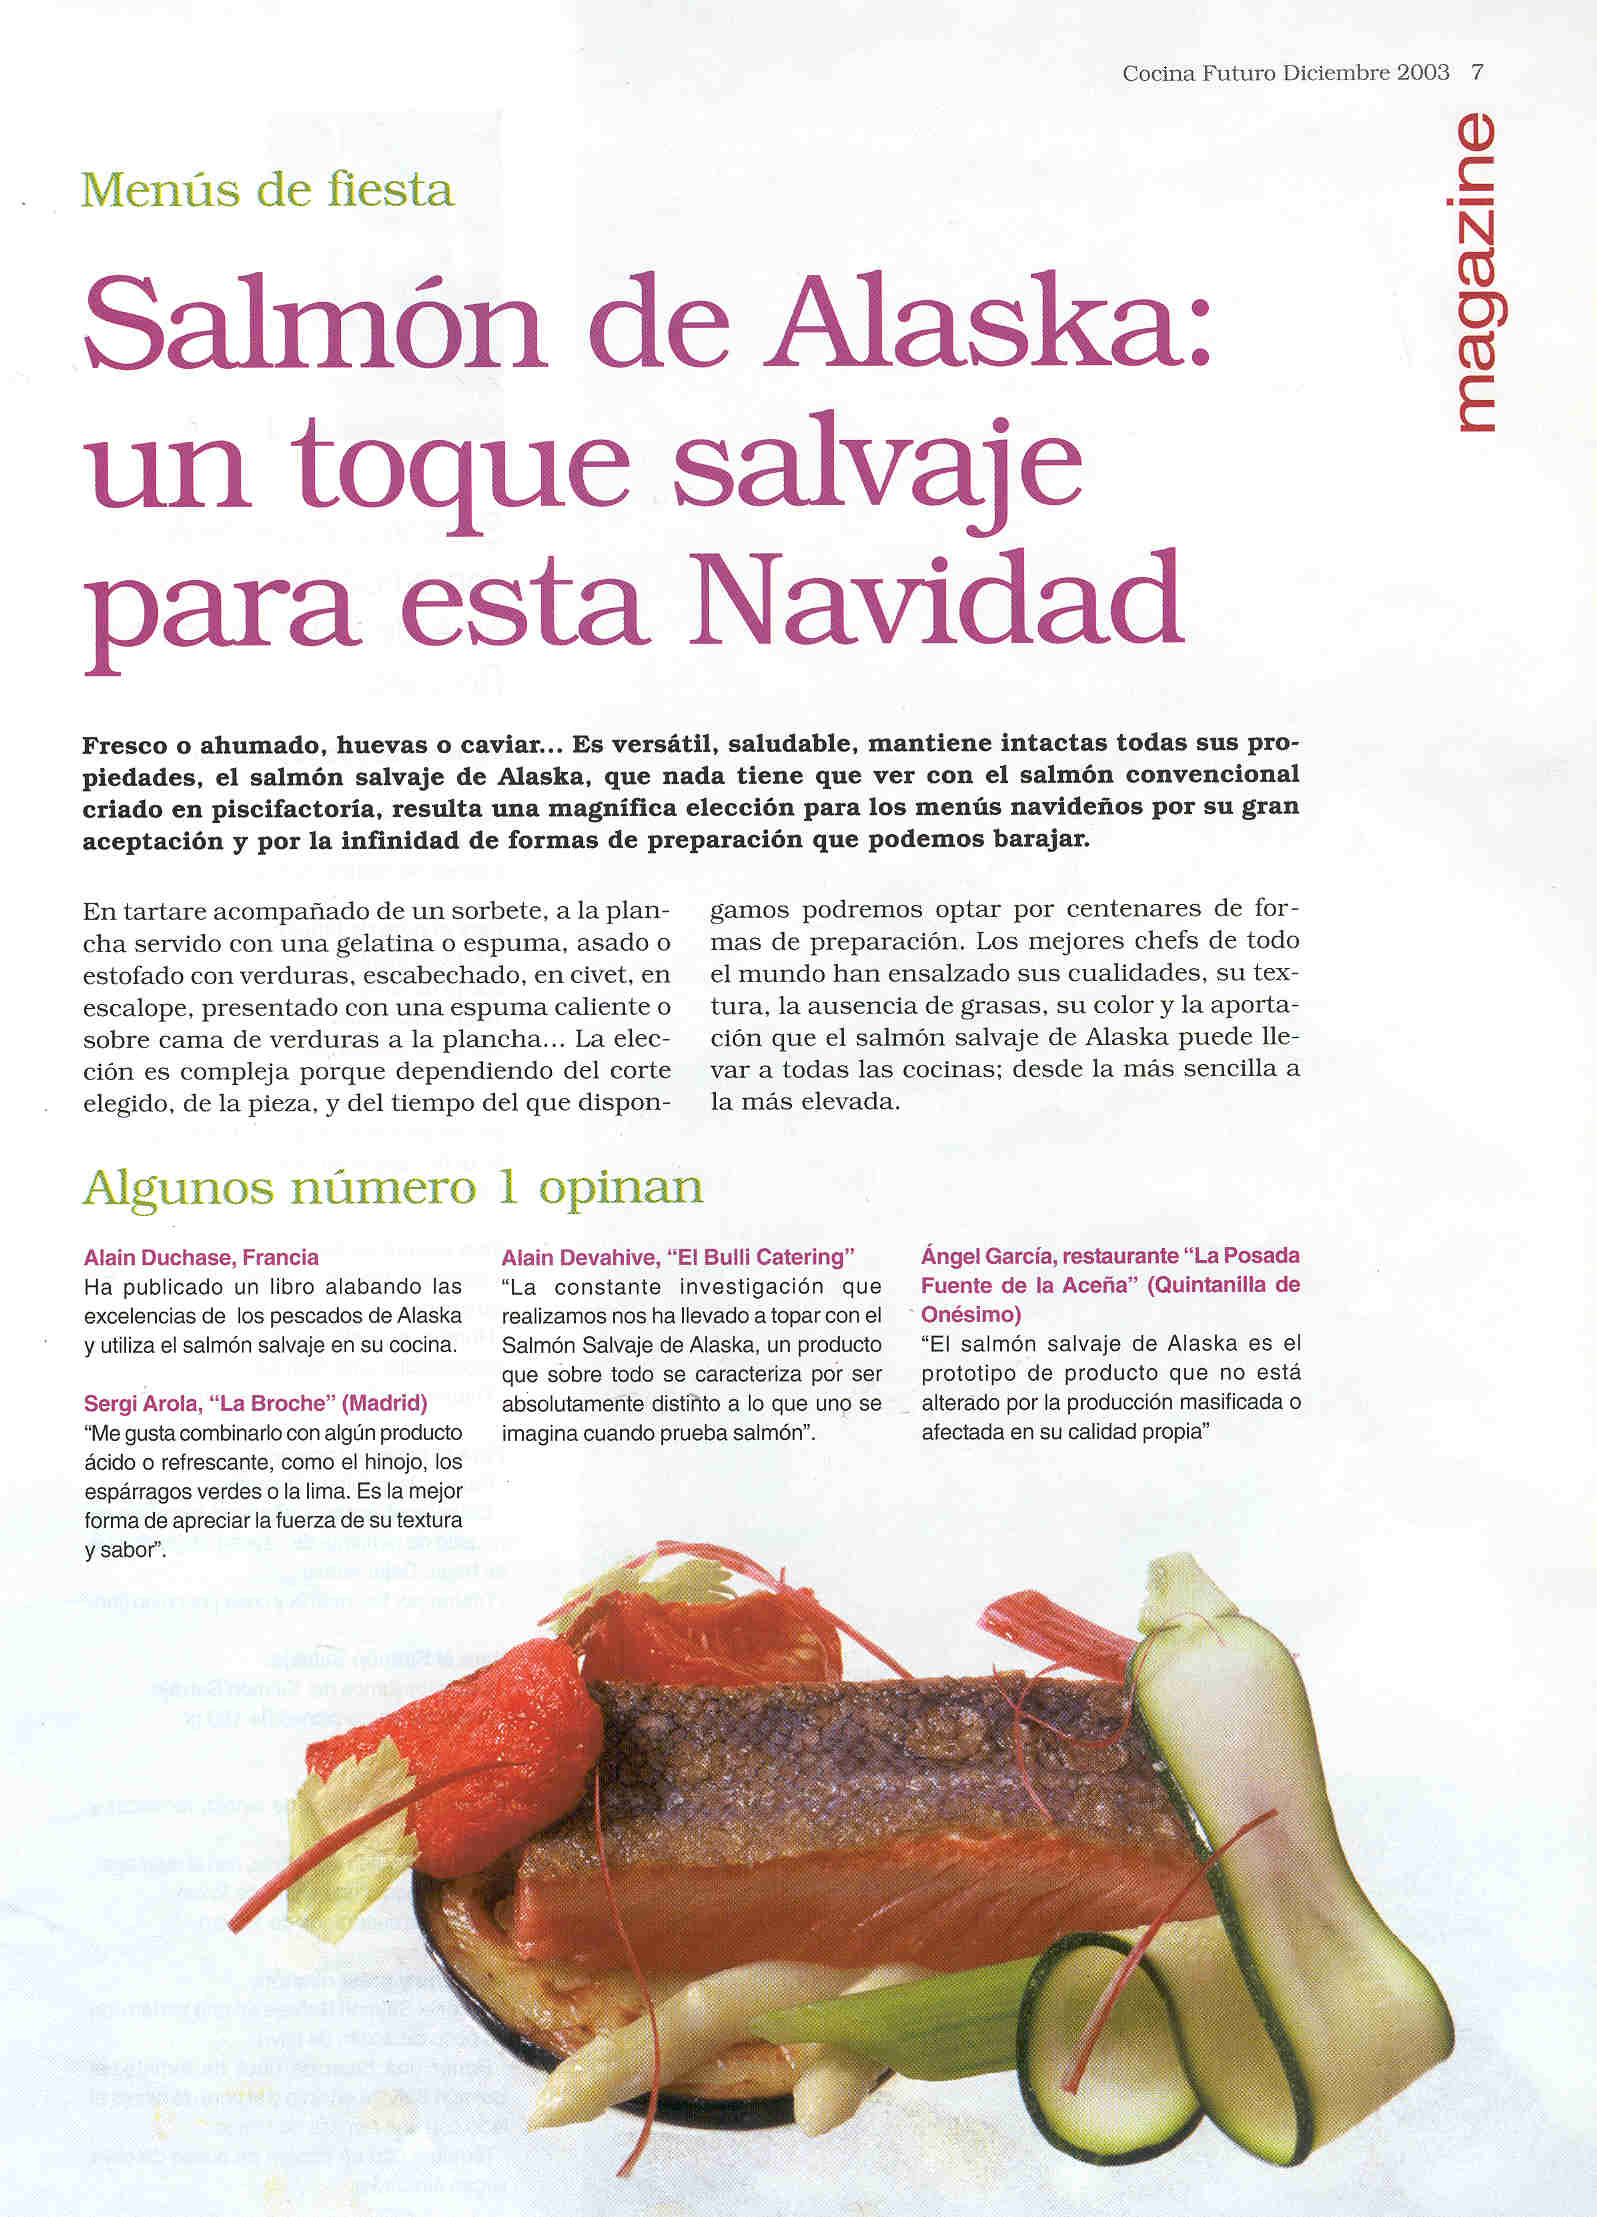 Cocina Futuro Diciembre 2003 7
magazine
Menús de fiesta
Salmón de Alaska:
un toque salvaje
para esta Navidad
Fresco o ahumado, huevas o caviar... Es versátil, saludable, mantiene intactas todas sus pro-
piedades, el salmón salvaje de Alaska, que nada tiene que ver con el salmón convencional
criado en piscifactoría, resulta una magnífica elección para los menús navideños por su gran
aceptación y por la infinidad de formas de preparación que podemos barajar.
En tartare acompañado de un sorbete, a la plan-
cha servido con una gelatina o espuma, asado o
estofado con verduras, escabechado, en civet, en
escalope, presentado con una espuma caliente o
sobre cama de verduras a la plancha... La elec-
ción es compleja porque dependiendo del corte
elegido, de la pieza, y del tiempo del que dispon-
gamos podremos optar por centenares de for-
mas de preparación. Los mejores chefs de todo
el mundo han ensalzado sus cualidades, su tex-
tura, la ausencia de grasas, su color y la aporta-
ción que el salmón salvaje de Alaska puede lle-
var a todas las cocinas; desde la más sencilla a
la más elevada.
Algunos número 1 opinan
Alain Duchase, Francia
Ha publicado un libro alabando las
excelencias de los pescados de Alaska
y utiliza el salmón salvaje en su cocina.
Sergi Arola, “La Broche” (Madrid)
“Me gusta combinarlo con algún producto
ácido o refrescante, como el hinojo, los
espárragos verdes o la lima. Es la mejor
forma de apreciar la fuerza de su textura
y sabor”.
Alain Devahive, “El Bulli Catering”
“La constante investigación que
realizamos nos ha llevado a topar con el
Salmón Salvaje de Alaska, un producto
que sobre todo se caracteriza por ser
absolutamente distinto a lo que uno se
imagina cuando prueba salmón”.
Ángel García, restaurante “La Posada
Fuente de la Aceña” (Quintanilla de
Onésimo)
“El salmón salvaje de Alaska es el
prototipo de producto que no está
alterado por la producción masificada o
afectada en su calidad propia”